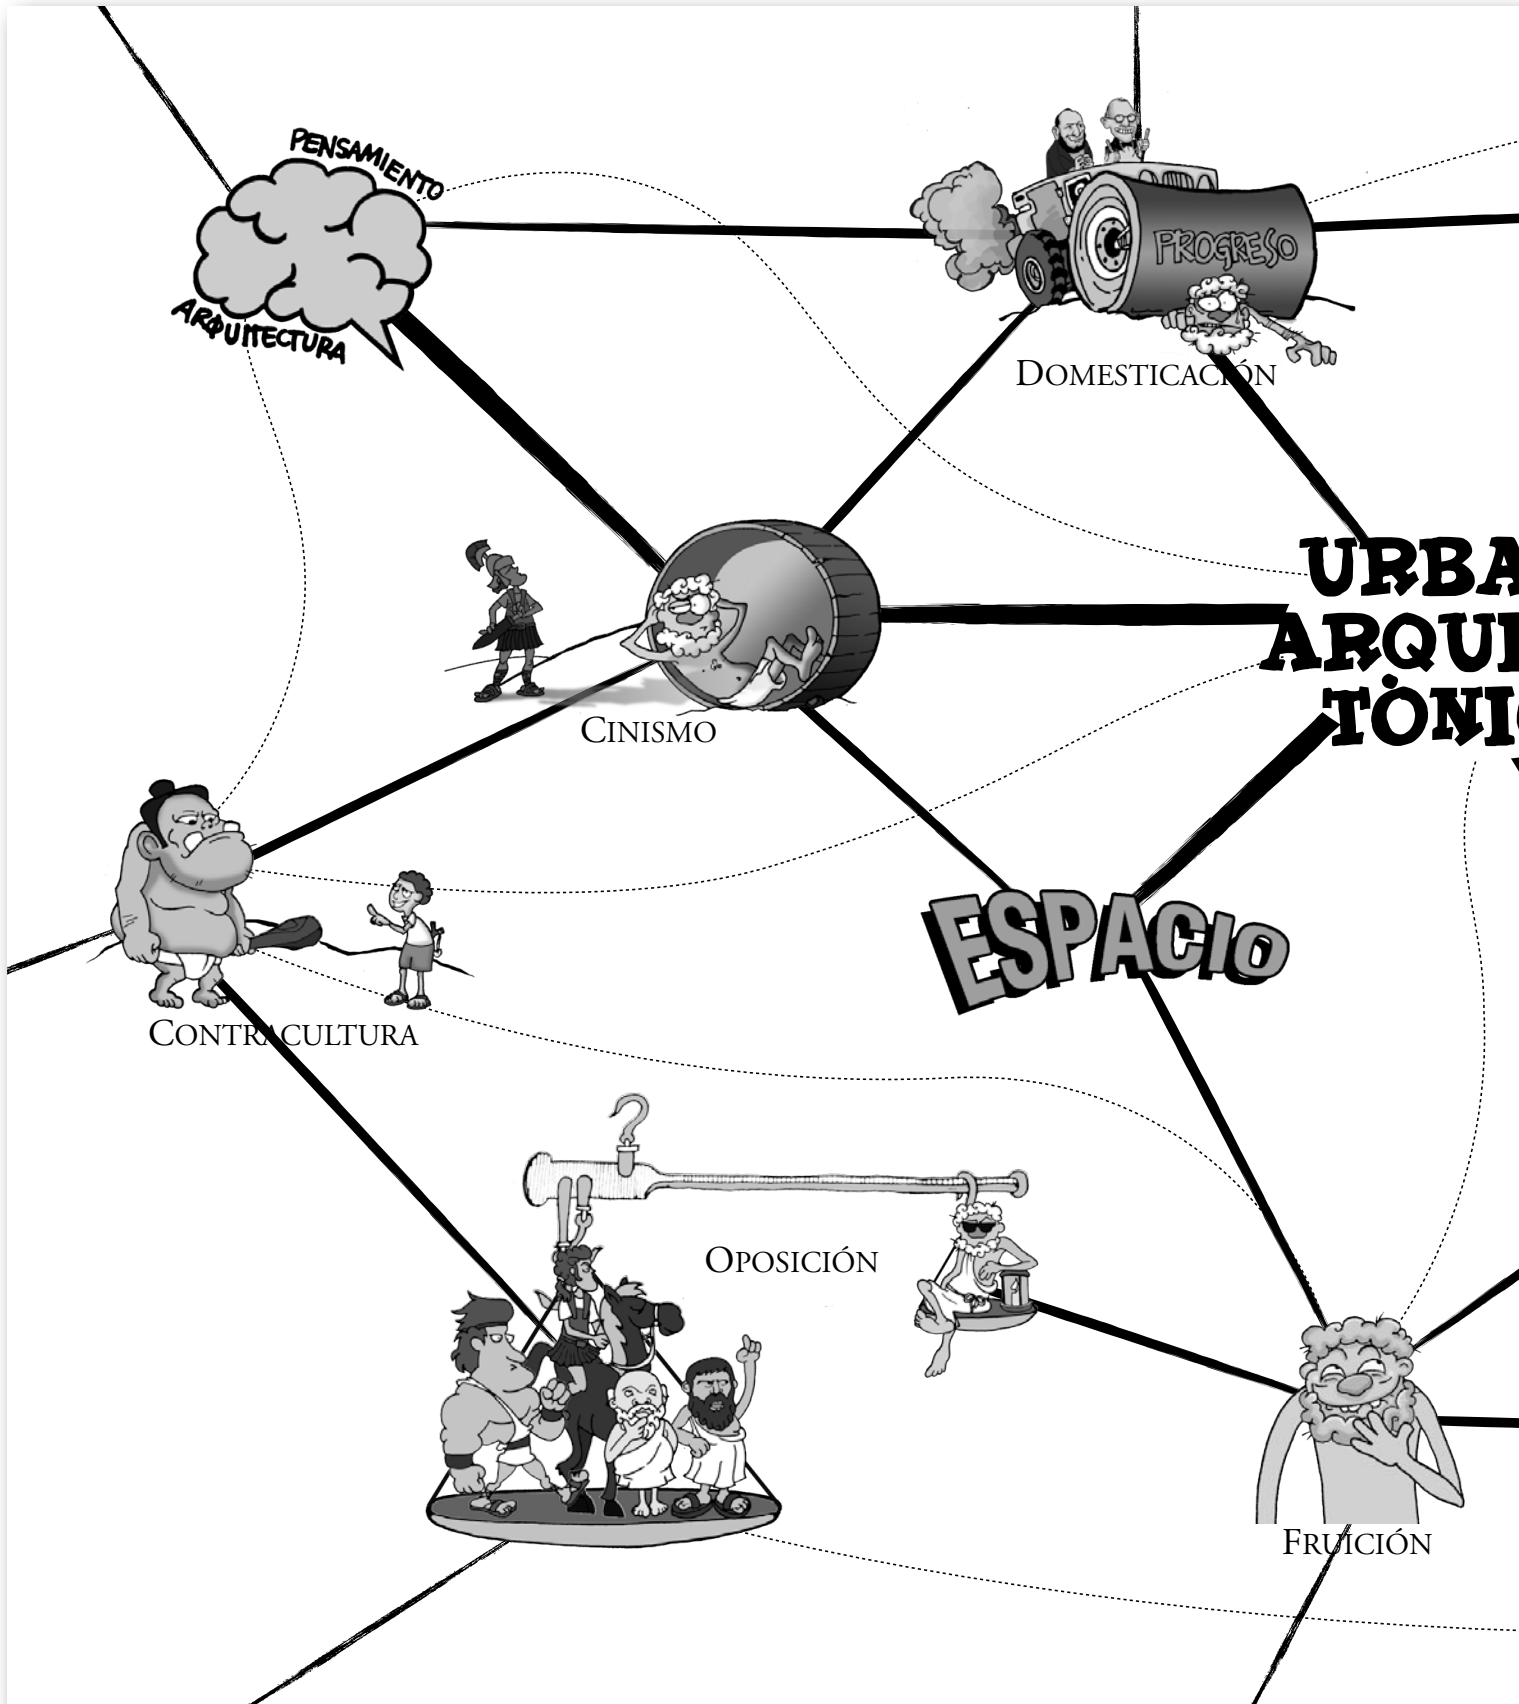 PENSAMIENTO
ARQUITECTURA
PROGRESO
DOMESTICACIÓN
URBA
ARQUI
TÓNI
CINISMO
ESPACIO
CONTRACULTURA
OPOSICIÓN
FRUICIÓN